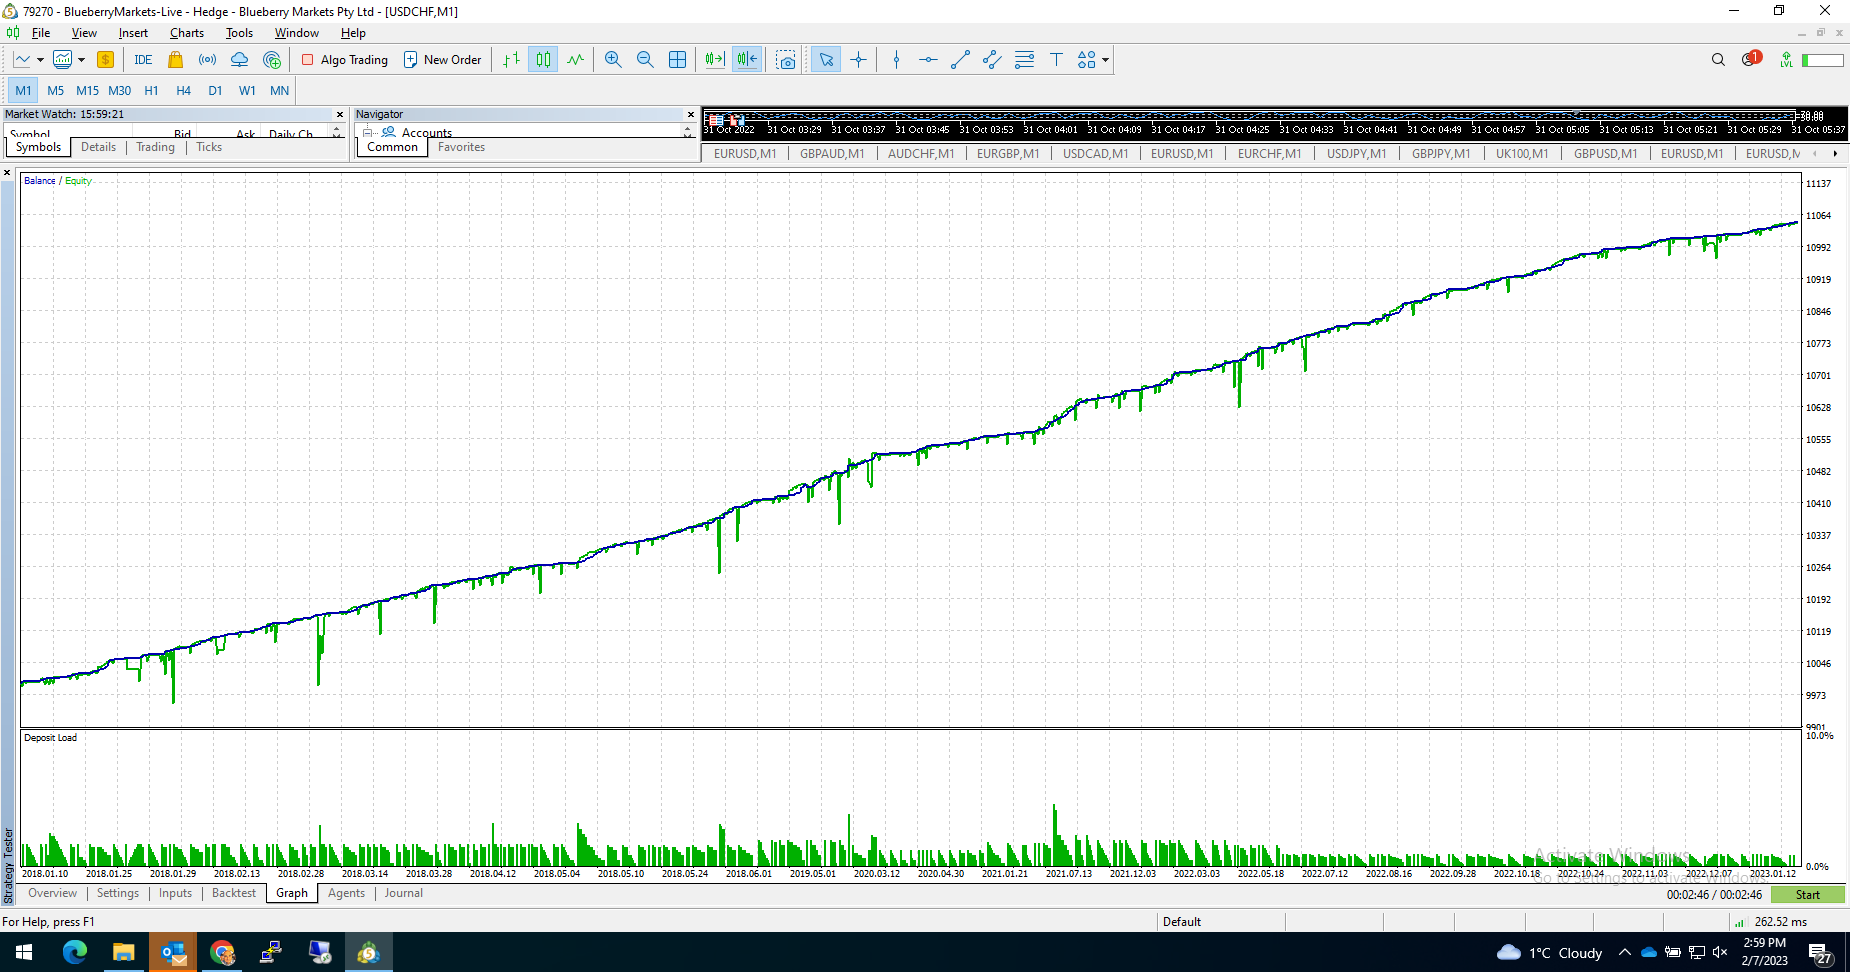 79270 - BlueberryMarkets-Live - Hedge - Blueberry Markets Pty Ltd - [USDCHF,M1]
File View Insert Charts Tools Window Help
IDE Algo Trading New Order 1 LVL
M1 M5 M15 M30 H1 H4 D1 W1 MN
Market Watch: 15:59:21
Symbol Bid Ask Daily Ch...
Symbols Details Trading Ticks
Navigator
Accounts
Common Favorites
31 Oct 2022 31 Oct 03:29 31 Oct 03:37 31 Oct 03:45 31 Oct 03:53 31 Oct 04:01 31 Oct 04:09 31 Oct 04:17 31 Oct 04:25 31 Oct 04:33 31 Oct 04:41 31 Oct 04:49 31 Oct 04:57 31 Oct 05:05 31 Oct 05:13 31 Oct 05:21 31 Oct 05:29 31 Oct 05:37
EURUSD,M1 GBPAUD,M1 AUDCHF,M1 EURGBP,M1 USDCAD,M1 EURUSD,M1 EURCHF,M1 USDJPY,M1 GBPJPY,M1 UK100,M1 GBPUSD,M1 EURUSD,M1 EURUSD,M
Balance / Equity
11137
11064
10992
10919
10846
10773
10701
10628
10555
10482
10410
10337
10264
10192
10119
10046
9973
9901
Deposit Load
10.0%
0.0%
2018.01.10 2018.01.25 2018.01.29 2018.02.13 2018.02.28 2018.03.14 2018.03.28 2018.04.12 2018.05.04 2018.05.10 2018.05.24 2018.06.01 2019.05.01 2020.03.12 2020.04.30 2021.01.21 2021.07.13 2021.12.03 2022.03.03 2022.05.18 2022.07.12 2022.08.16 2022.09.28 2022.10.18 2022.10.24 2022.11.03 2022.12.07 2023.01.12
Activate Windows
Go to Settings to activate Windows.
Strategy Tester
Overview Settings Inputs Backtest Graph Agents Journal
00:02:46 / 00:02:46 Start
For Help, press F1 Default 262.52 ms
1°C Cloudy
2:59 PM
2/7/2023
27